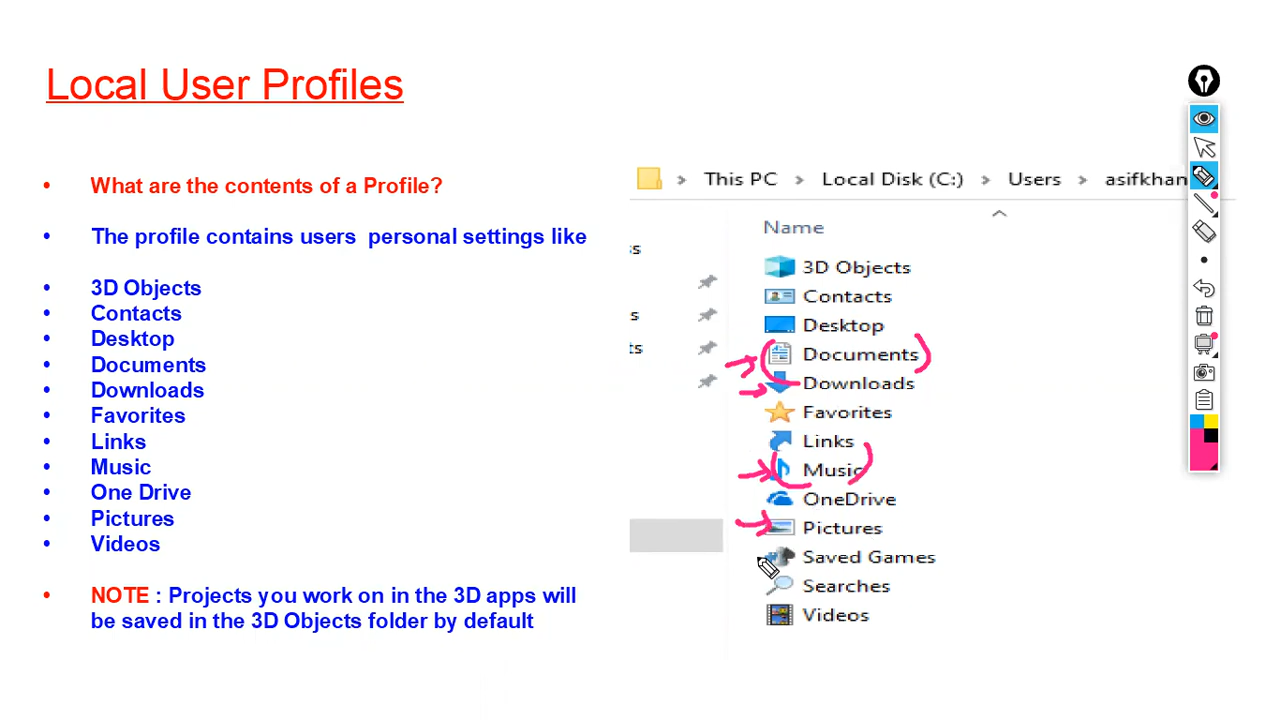 Local User Profiles
• What are the contents of a Profile?
• The profile contains users personal settings like
• 3D Objects
• Contacts
• Desktop
• Documents
• Downloads
• Favorites
• Links
• Music
• One Drive
• Pictures
• Videos
• NOTE : Projects you work on in the 3D apps will
be saved in the 3D Objects folder by default
› This PC › Local Disk (C:) › Users › asifkhan
Name
3D Objects
Contacts
Desktop
Documents
Downloads
Favorites
Links
Music
OneDrive
Pictures
Saved Games
Searches
Videos